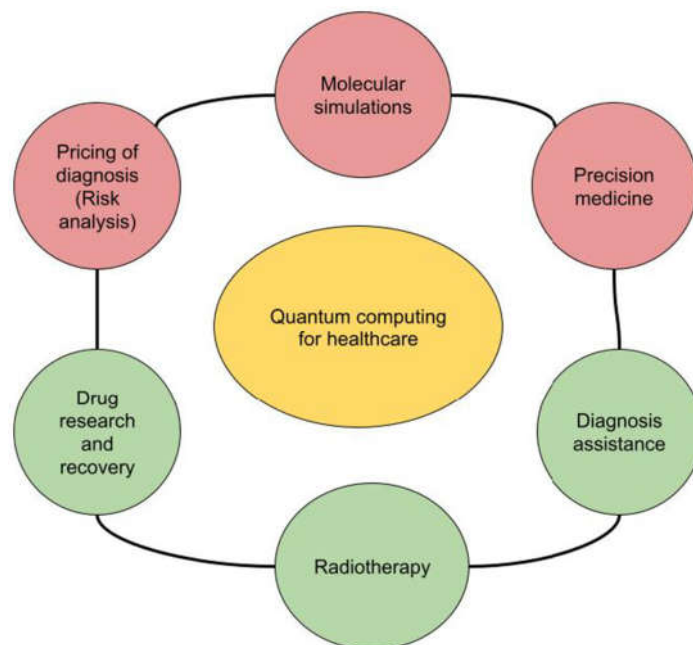 Molecular
simulations
Pricing of
diagnosis
(Risk
analysis)
Precision
medicine
Quantum computing
for healthcare
Drug
research
and
recovery
Diagnosis
assistance
Radiotherapy